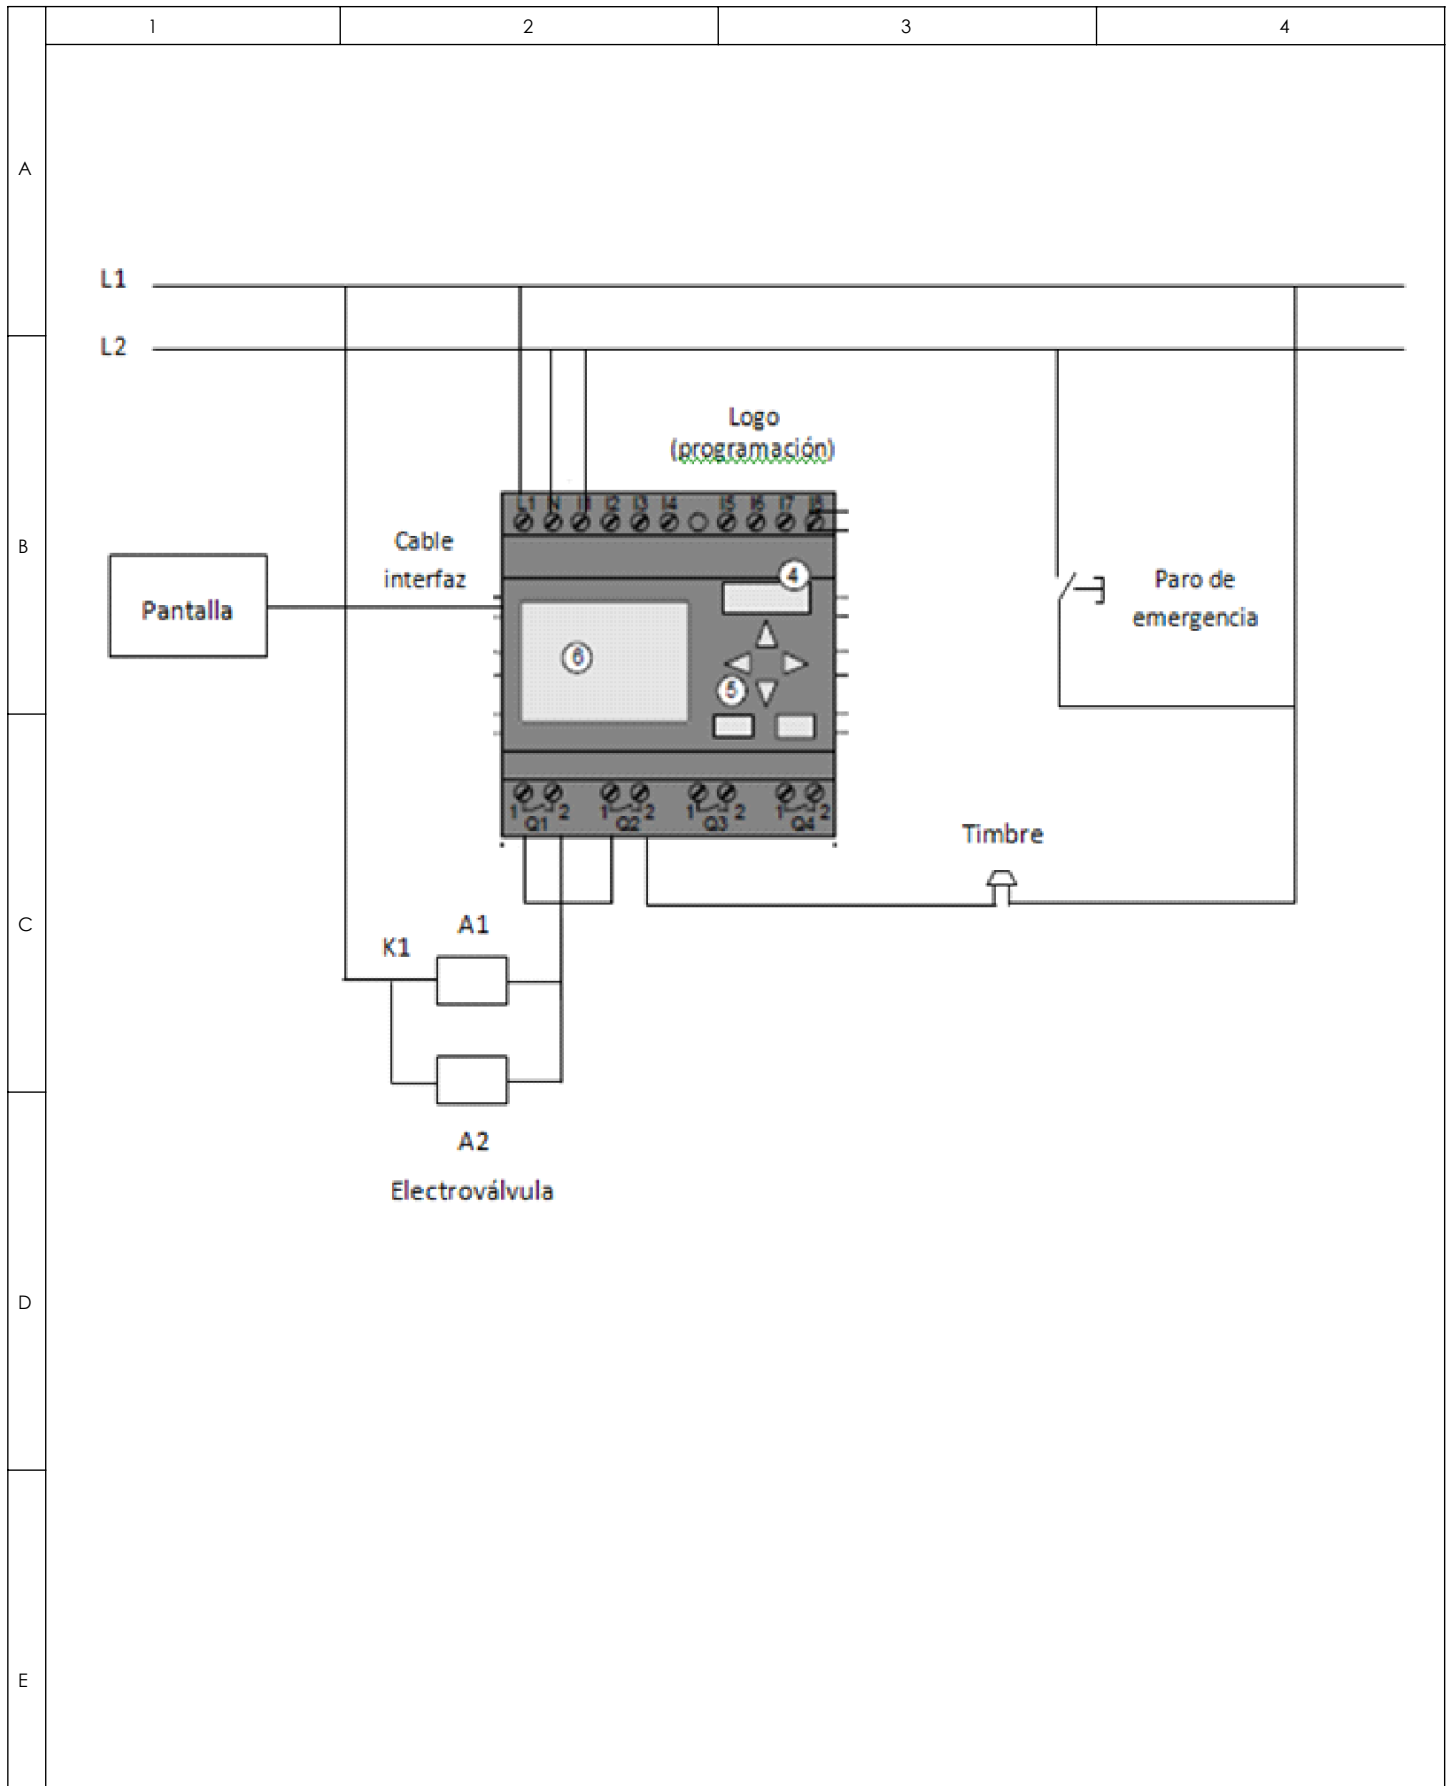 1
2
3
4
A
L1
L2
Logo
(programación)
L1 N I1 I2 I3 I4 I5 I6 I7 I8
B
Cable
interfaz
4
Pantalla
Paro de
emergencia
6
5
1 2 1 2 1 2 1 2
Q1 Q2 Q3 Q4
Timbre
C
A1
K1
A2
Electroválvula
D
E